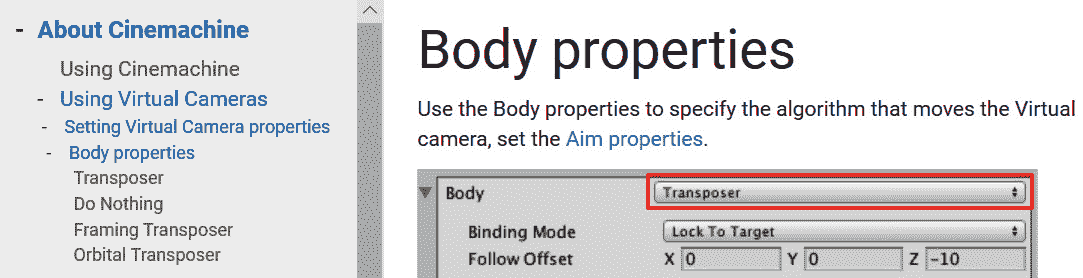 - About Cinemachine
Using Cinemachine
- Using Virtual Cameras
- Setting Virtual Camera properties
- Body properties
Transposer
Do Nothing
Framing Transposer
Orbital Transposer
Body properties
Use the Body properties to specify the algorithm that moves the Virtual
camera, set the Aim properties.
Body Transposer
Binding Mode Lock To Target
Follow Offset X 0 Y 0 Z -10